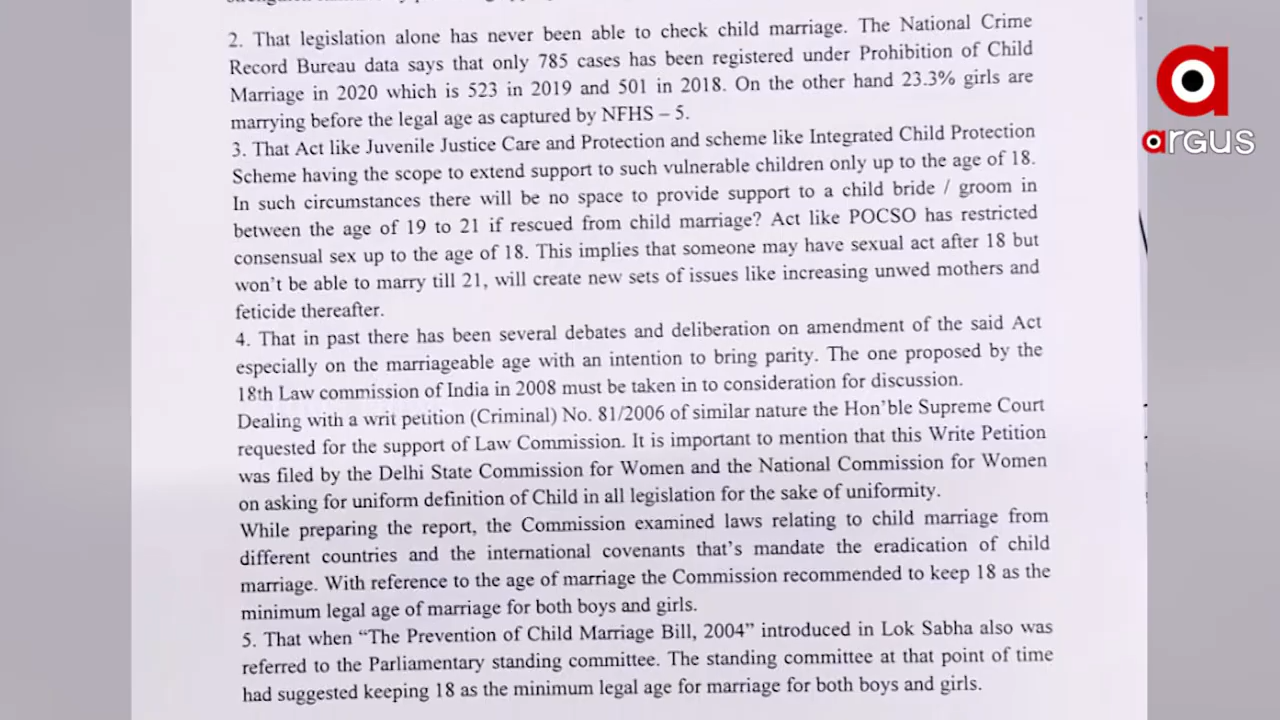 2. That legislation alone has never been able to check child marriage. The National Crime
Record Bureau data says that only 785 cases has been registered under Prohibition of Child
Marriage in 2020 which is 523 in 2019 and 501 in 2018. On the other hand 23.3% girls are
marrying before the legal age as captured by NFHS – 5.
3. That Act like Juvenile Justice Care and Protection and scheme like Integrated Child Protection
Scheme having the scope to extend support to such vulnerable children only up to the age of 18.
In such circumstances there will be no space to provide support to a child bride / groom in
between the age of 19 to 21 if rescued from child marriage? Act like POCSO has restricted
consensual sex up to the age of 18. This implies that someone may have sexual act after 18 but
won't be able to marry till 21, will create new sets of issues like increasing unwed mothers and
feticide thereafter.
4. That in past there has been several debates and deliberation on amendment of the said Act
especially on the marriageable age with an intention to bring parity. The one proposed by the
18th Law commission of India in 2008 must be taken in to consideration for discussion.
Dealing with a writ petition (Criminal) No. 81/2006 of similar nature the Hon'ble Supreme Court
requested for the support of Law Commission. It is important to mention that this Write Petition
was filed by the Delhi State Commission for Women and the National Commission for Women
on asking for uniform definition of Child in all legislation for the sake of uniformity.
While preparing the report, the Commission examined laws relating to child marriage from
different countries and the international covenants that's mandate the eradication of child
marriage. With reference to the age of marriage the Commission recommended to keep 18 as the
minimum legal age of marriage for both boys and girls.
5. That when "The Prevention of Child Marriage Bill, 2004" introduced in Lok Sabha also was
referred to the Parliamentary standing committee. The standing committee at that point of time
had suggested keeping 18 as the minimum legal age for marriage for both boys and girls.
argus